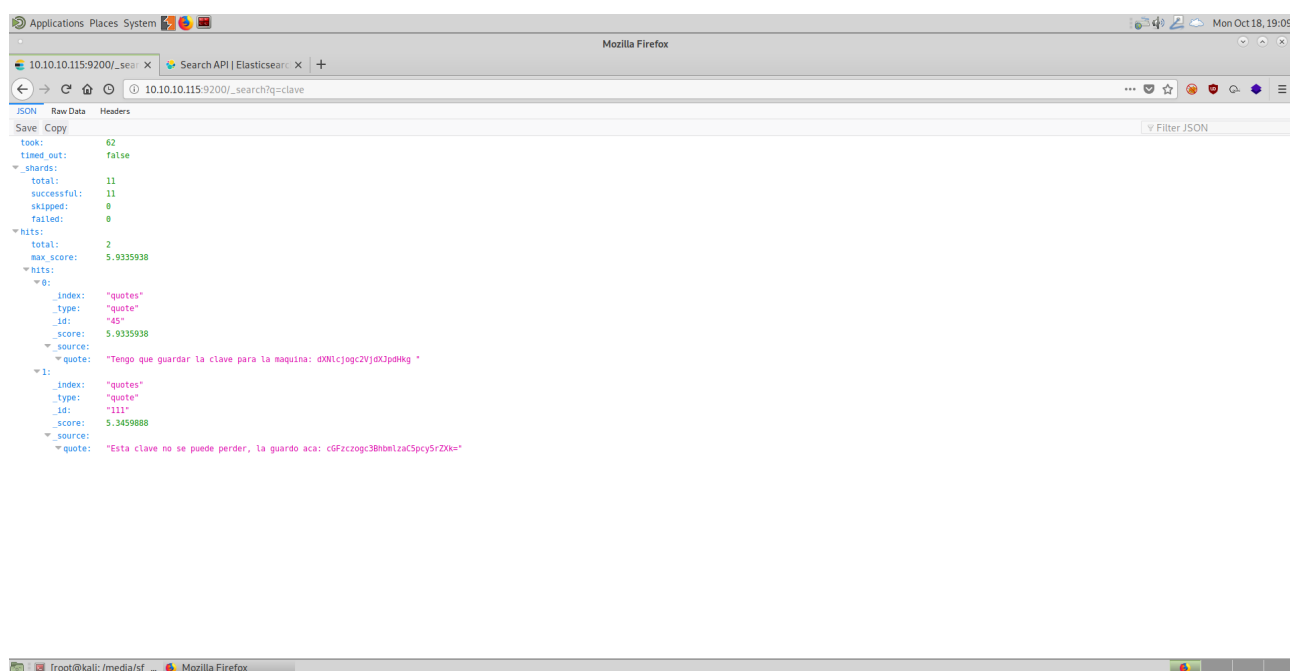 Applications Places System Mon Oct 18, 19:09
Mozilla Firefox
10.10.10.115:9200/_sear × Search API | Elasticsearc × +
10.10.10.115:9200/_search?q=clave
JSON Raw Data Headers
Save Copy Filter JSON
took: 62
timed_out: false
_shards:
total: 11
successful: 11
skipped: 0
failed: 0
hits:
total: 2
max_score: 5.9335938
hits:
0:
_index: "quotes"
_type: "quote"
_id: "45"
_score: 5.9335938
_source:
quote: "Tengo que guardar la clave para la maquina: dXNlcjogc2VjdXJpdHkg "
1:
_index: "quotes"
_type: "quote"
_id: "111"
_score: 5.3459888
_source:
quote: "Esta clave no se puede perder, la guardo aca: cGFzczogc3BhbmlzaC5pcy5rZXk="
[root@kali: /media/sf_... Mozilla Firefox